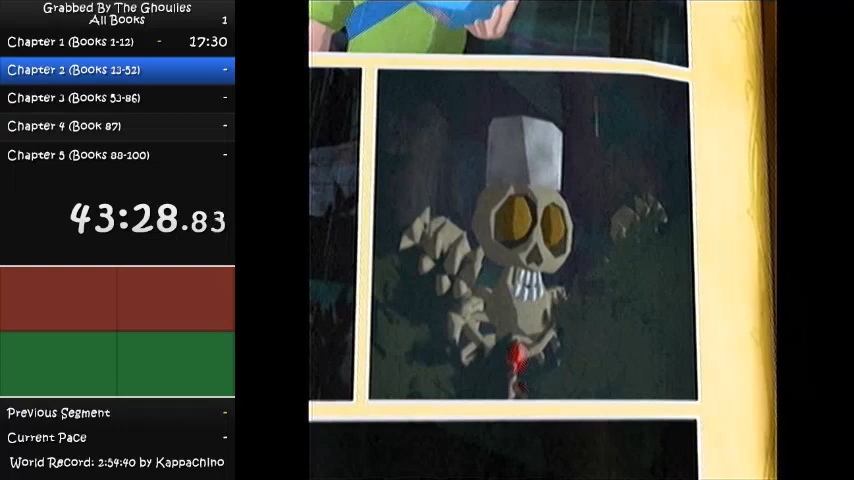 Grabbed By The Ghoulies
All Books 1
Chapter 1 (Books 1-12) - 17:30
Chapter 2 (Books 13-52) -
Chapter 3 (Books 53-86) -
Chapter 4 (Book 87) -
Chapter 5 (Books 88-100) -
43:28.83
Previous Segment -
Current Pace -
World Record: 2:54:40 by Kappachino